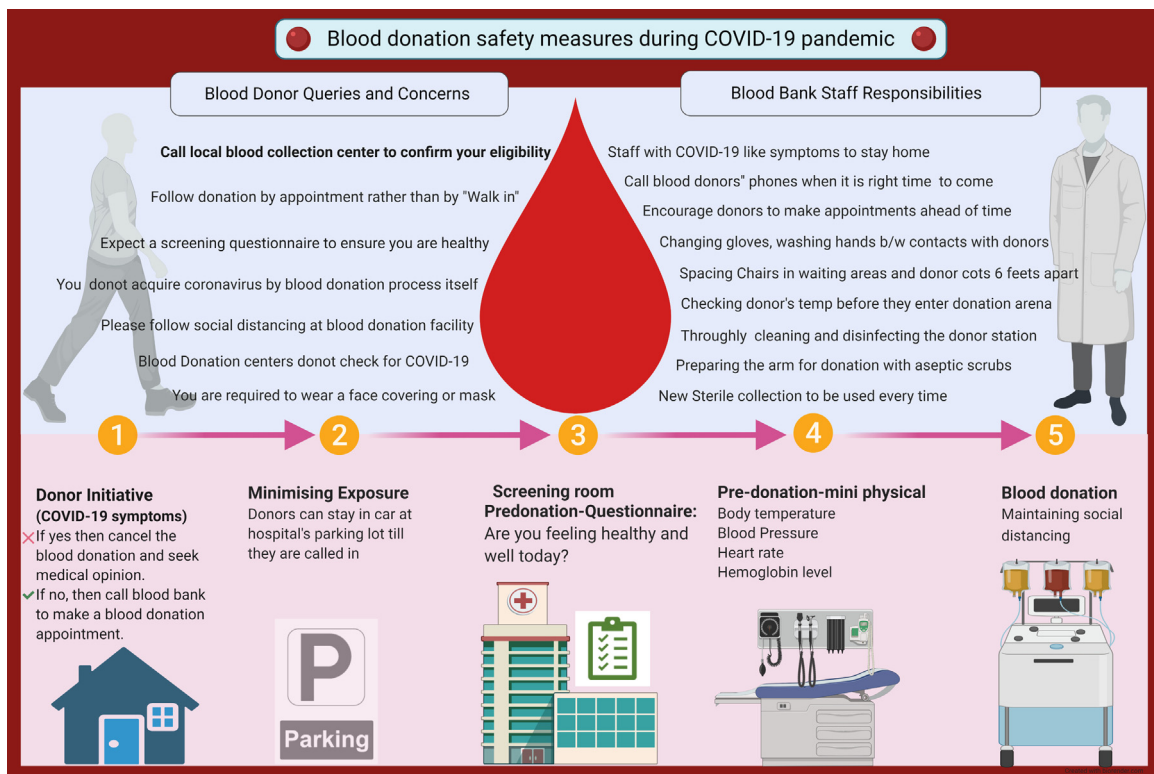 Blood donation safety measures during COVID-19 pandemic
Blood Donor Queries and Concerns
Call local blood collection center to confirm your eligibility
Follow donation by appointment rather than by "Walk in"
Expect a screening questionnaire to ensure you are healthy
You donot acquire coronavirus by blood donation process itself
Please follow social distancing at blood donation facility
Blood Donation centers donot check for COVID-19
You are required to wear a face covering or mask
Blood Bank Staff Responsibilities
Staff with COVID-19 like symptoms to stay home
Call blood donors" phones when it is right time to come
Encourage donors to make appointments ahead of time
Changing gloves, washing hands b/w contacts with donors
Spacing Chairs in waiting areas and donor cots 6 feets apart
Checking donor's temp before they enter donation arena
Throughly cleaning and disinfecting the donor station
Preparing the arm for donation with aseptic scrubs
New Sterile collection to be used every time
1
Donor Initiative
(COVID-19 symptoms)
If yes then cancel the
blood donation and seek
medical opinion.
If no, then call blood bank
to make a blood donation
appointment.
2
Minimising Exposure
Donors can stay in car at
hospital's parking lot till
they are called in
P
Parking
3
Screening room
Predonation-Questionnaire:
Are you feeling healthy and
well today?
4
Pre-donation-mini physical
Body temperature
Blood Pressure
Heart rate
Hemoglobin level
5
Blood donation
Maintaining social
distancing